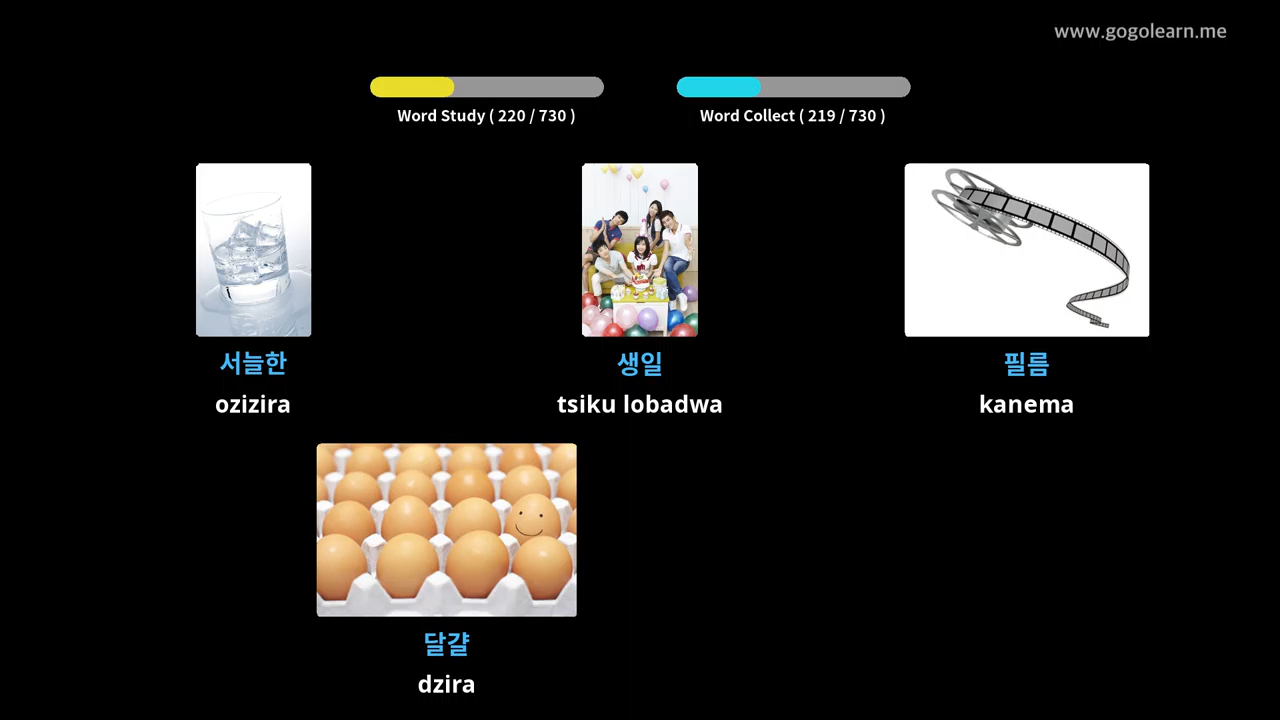 www.gogolearn.me
Word Study ( 220 / 730 )
Word Collect ( 219 / 730 )
서늘한
생일
필름
ozizira
tsiku lobadwa
kanema
달걀
dzira